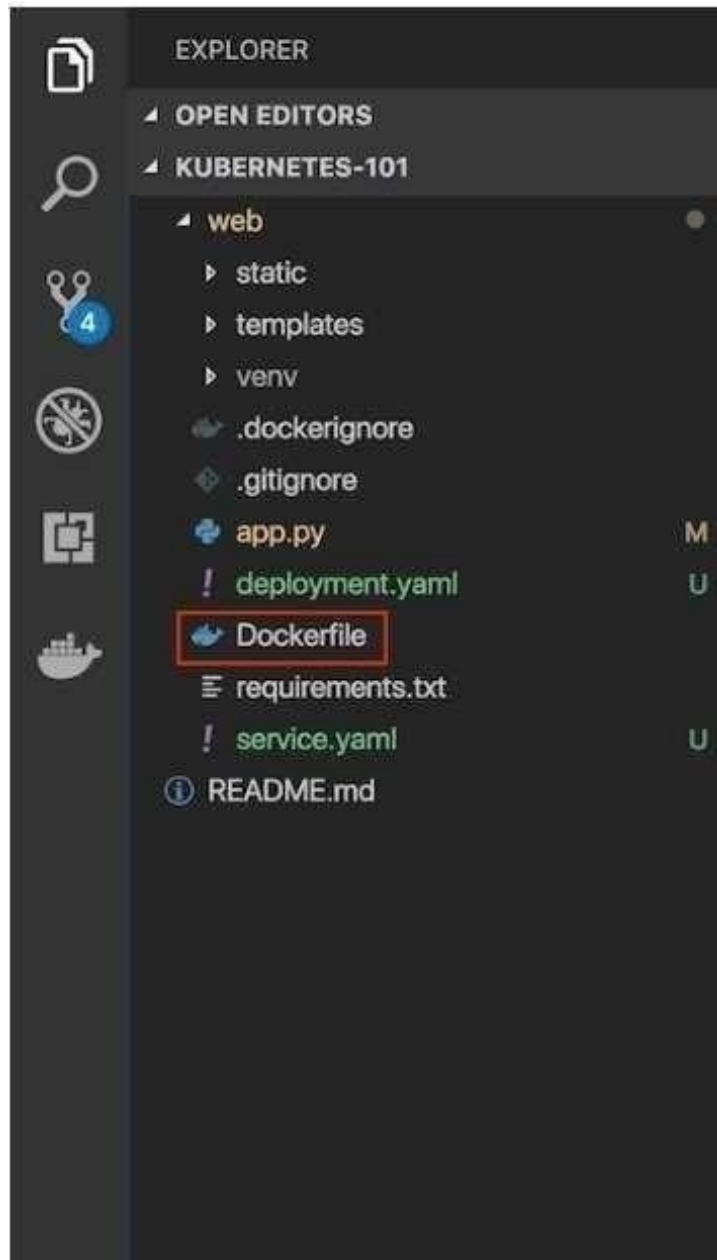 EXPLORER
OPEN EDITORS
KUBERNETES-101
web
static
templates
venv
4
.dockerignore
.gitignore
app.py M
deployment.yaml U
Dockerfile
requirements.txt
service.yaml U
README.md